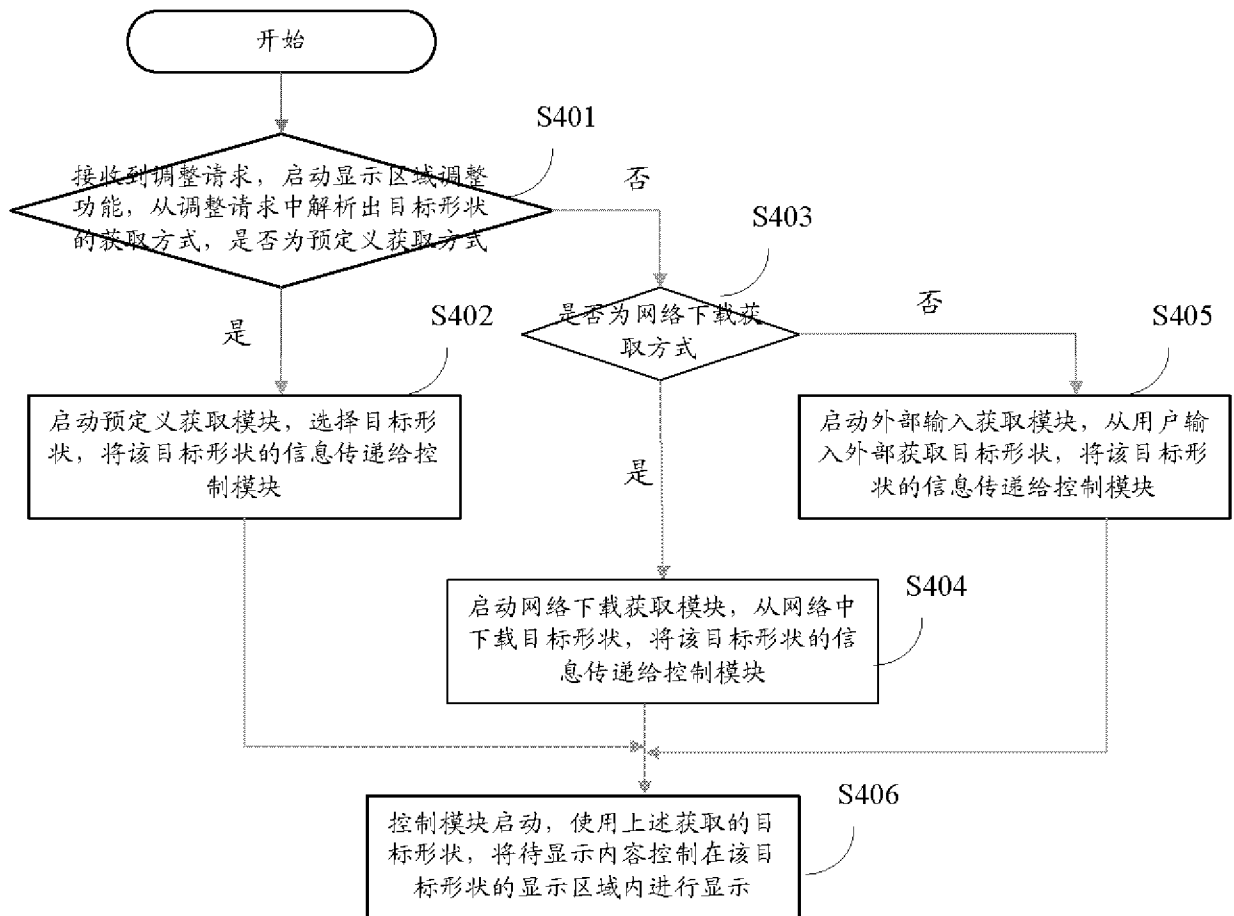 开始
S401
接收到调整请求，启动显示区域调整
功能，从调整请求中解析出目标形状
的获取方式，是否为预定义获取方式
否
S403
是否为网络下载获
取方式
否
是
S402
S405
启动预定义获取模块，选择目标形
状，将该目标形状的信息传递给控
制模块
启动外部输入获取模块，从用户输
入外部获取目标形状，将该目标形
状的信息传递给控制模块
是
S404
启动网络下载获取模块，从网络中
下载目标形状，将该目标形状的信
息传递给控制模块
S406
控制模块启动，使用上述获取的目
标形状，将待显示内容控制在该目
标形状的显示区域内进行显示